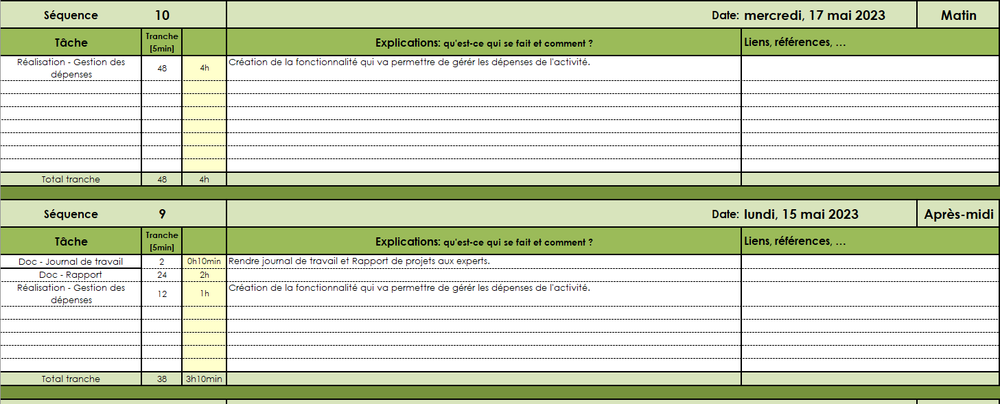 Séquence 10 Date: mercredi, 17 mai 2023 Matin
Tâche Tranche [5min] Explications: qu'est-ce qui se fait et comment ? Liens, références, …
Réalisation - Gestion des dépenses 48 4h Création de la fonctionnalité qui va permettre de gérér les dépenses de l'activité.
Total tranche 48 4h
Séquence 9 Date: lundi, 15 mai 2023 Après-midi
Tâche Tranche [5min] Explications: qu'est-ce qui se fait et comment ? Liens, références, …
Doc - Journal de travail 2 0h10min Rendre journal de travail et Rapport de projets aux experts.
Doc - Rapport 24 2h
Réalisation - Gestion des dépenses 12 1h Création de la fonctionnalité qui va permettre de gérér les dépenses de l'activité.
Total tranche 38 3h10min